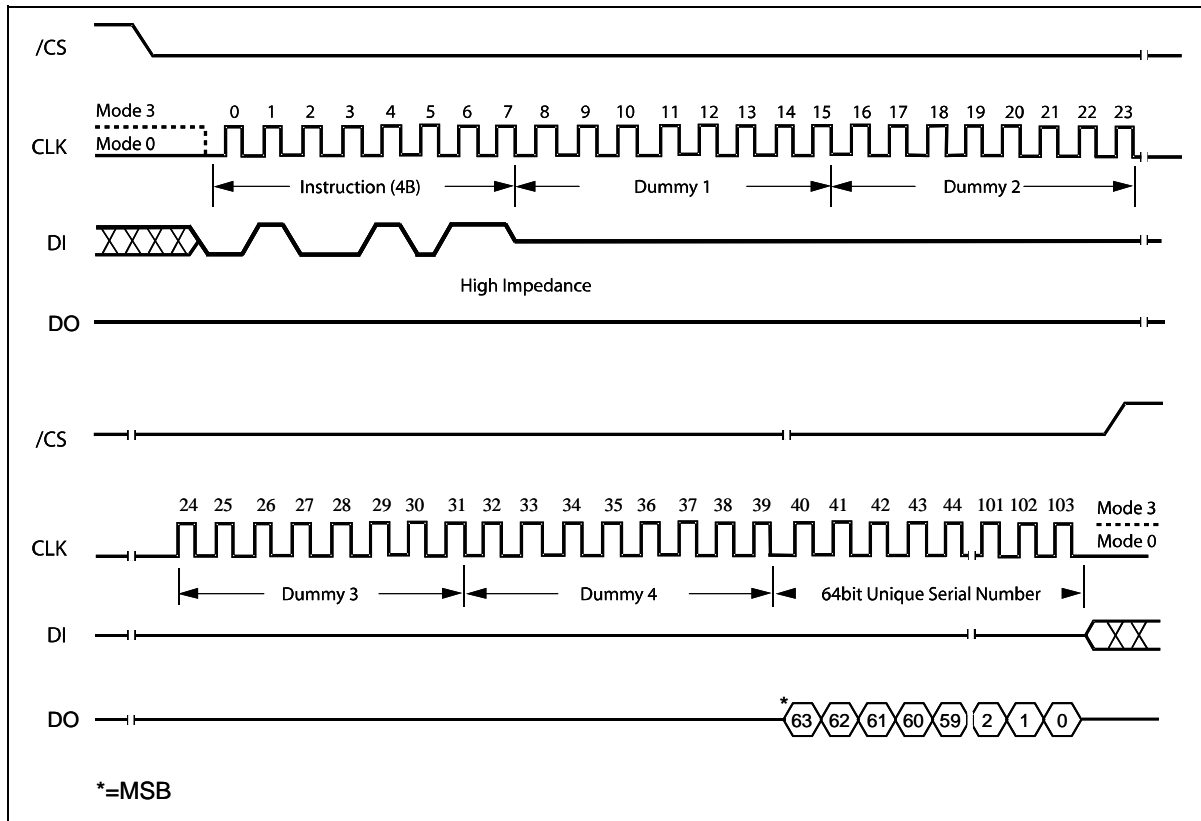 /CS
Mode 3
0 1 2 3 4 5 6 7 8 9 10 11 12 13 14 15 16 17 18 19 20 21 22 23
CLK
Mode 0
Instruction (4B) Dummy 1 Dummy 2
DI
High Impedance
DO
/CS
24 25 26 27 28 29 30 31 32 33 34 35 36 37 38 39 40 41 42 43 44 101 102 103 Mode 3
CLK Mode 0
Dummy 3 Dummy 4 64bit Unique Serial Number
DI
*
DO 63 62 61 60 59 2 1 0
*=MSB